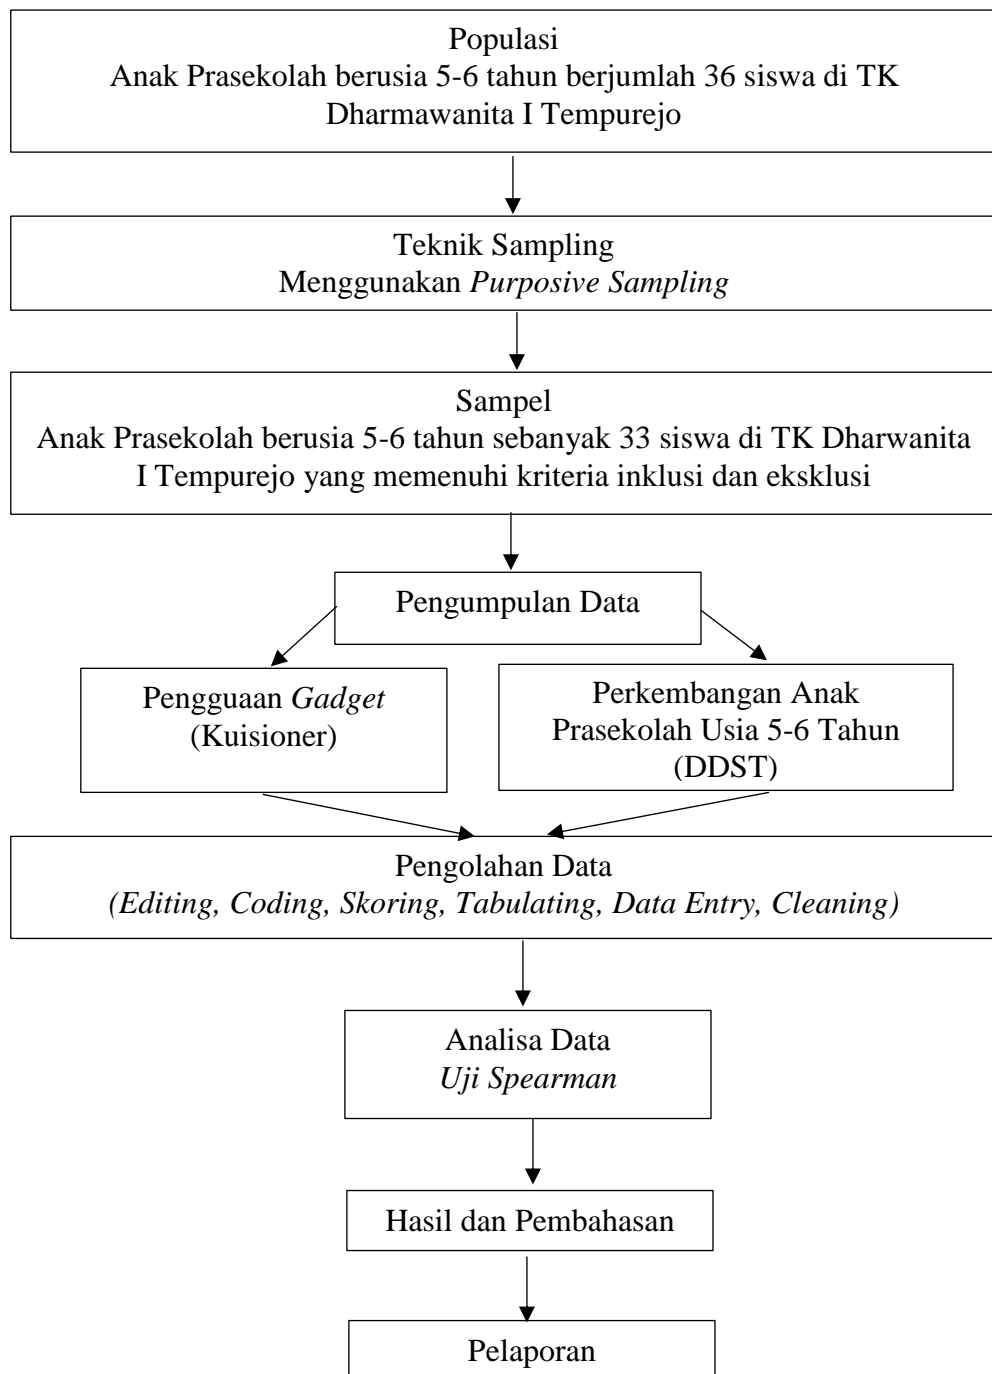 Populasi
Anak Prasekolah berusia 5-6 tahun berjumlah 36 siswa di TK
Dharmawanita I Tempurejo
Teknik Sampling
Menggunakan Purposive Sampling
Sampel
Anak Prasekolah berusia 5-6 tahun sebanyak 33 siswa di TK Dharwanita
I Tempurejo yang memenuhi kriteria inklusi dan eksklusi
Pengumpulan Data
Pengguaan Gadget
(Kuisioner)
Perkembangan Anak
Prasekolah Usia 5-6 Tahun
(DDST)
Pengolahan Data
(Editing, Coding, Skoring, Tabulating, Data Entry, Cleaning)
Analisa Data
Uji Spearman
Hasil dan Pembahasan
Pelaporan